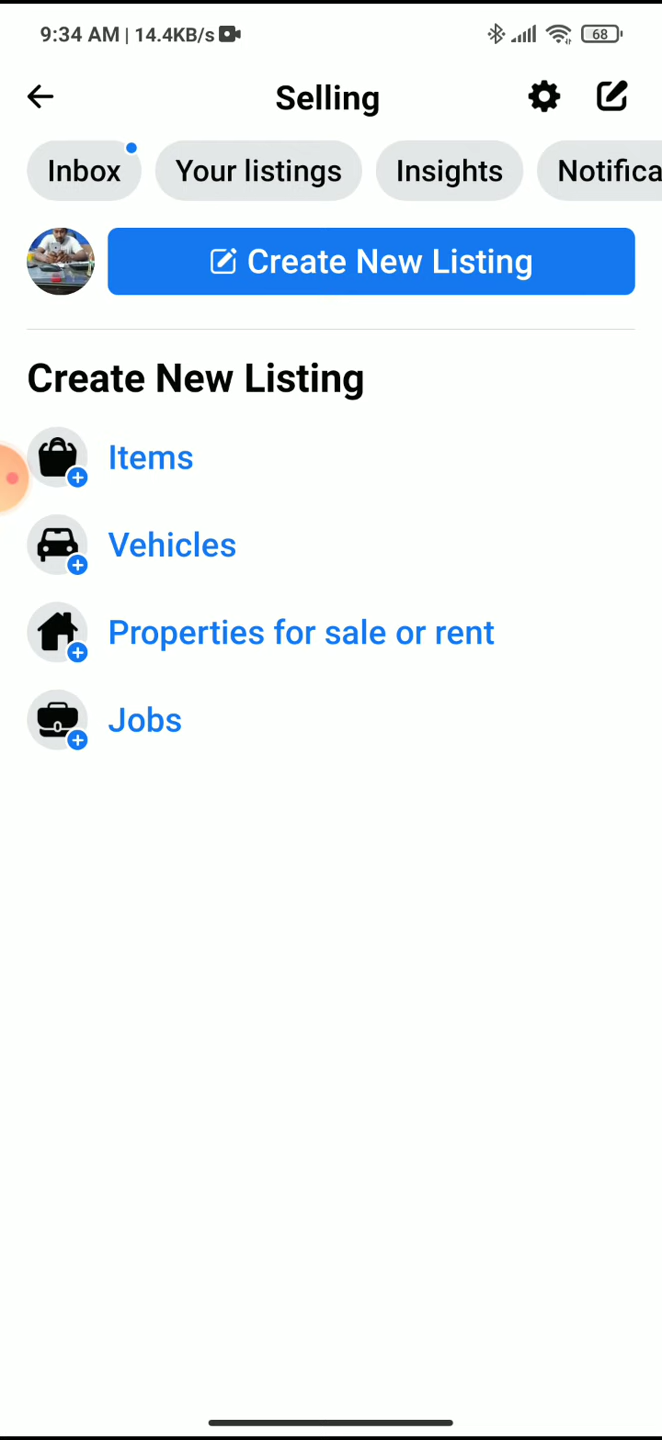 9:34 AM | 14.4KB/s 68
Selling
Inbox Your listings Insights Notifica
Create New Listing
Create New Listing
Items
Vehicles
Properties for sale or rent
Jobs